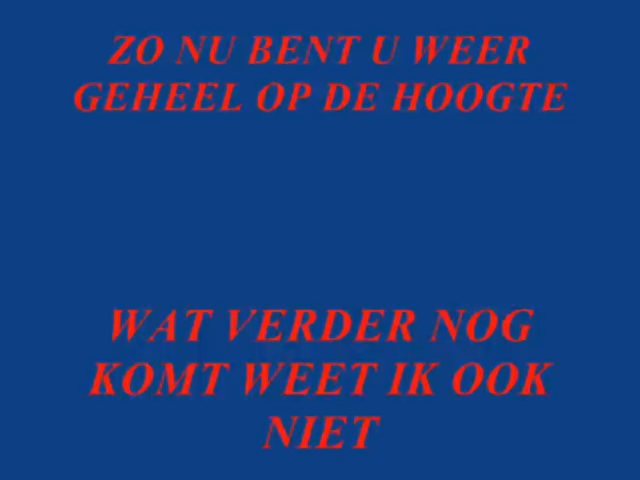 ZO NU BENT U WEER
GEHEEL OP DE HOOGTE
WAT VERDER NOG
KOMT WEET IK OOK
NIET